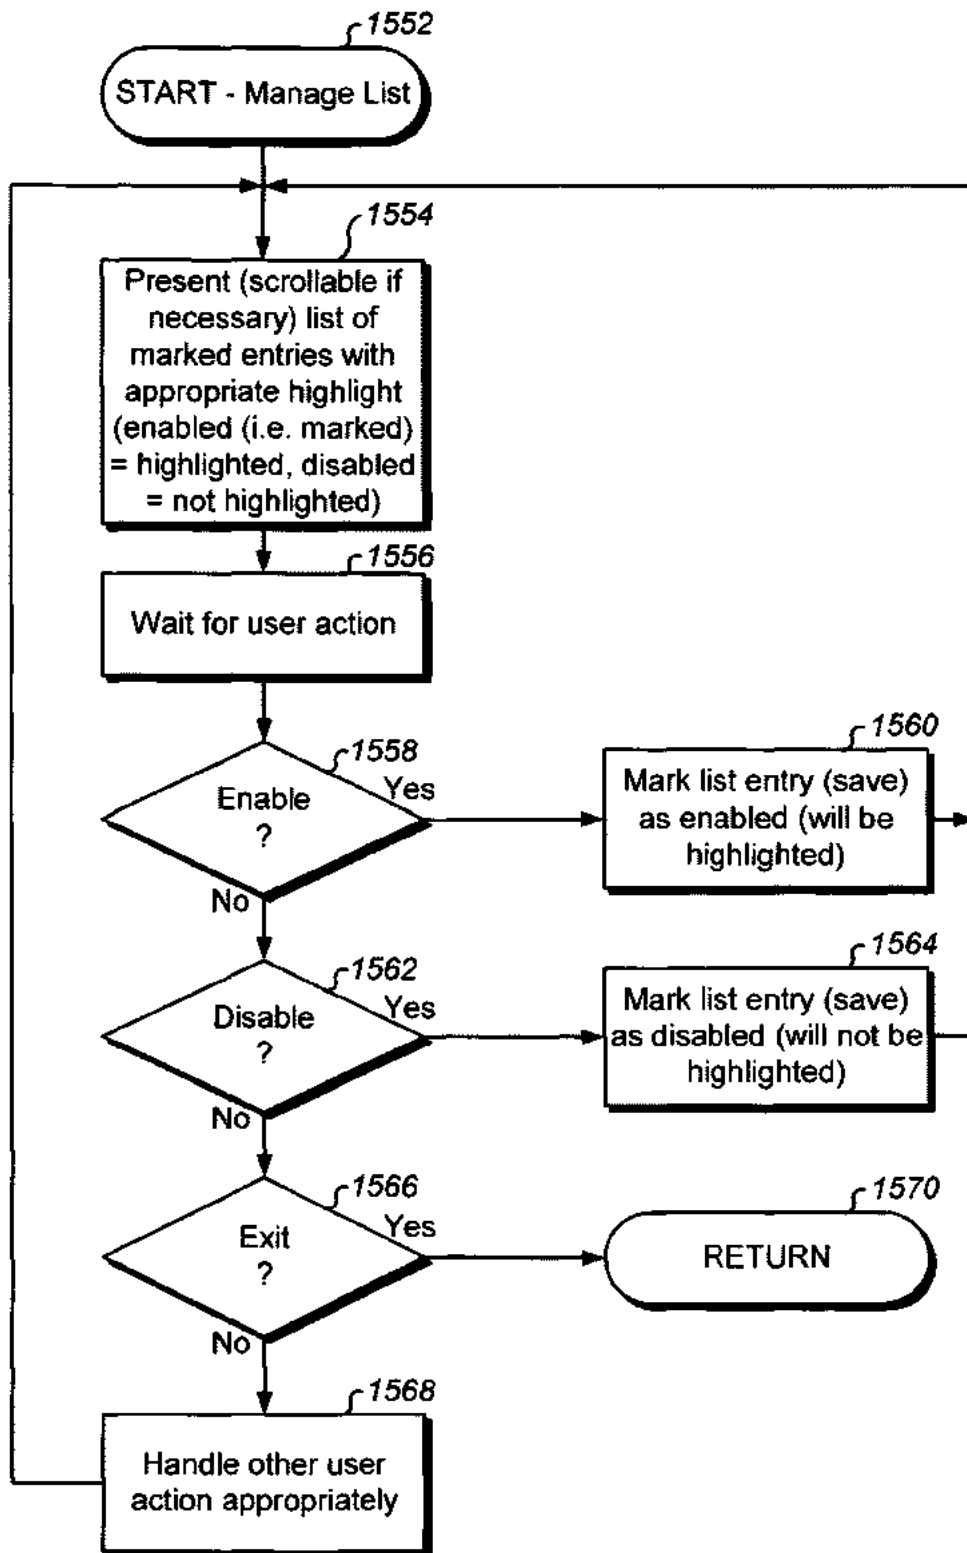 1552
START - Manage List
1554
Present (scrollable if
necessary) list of
marked entries with
appropriate highlight
(enabled (i.e. marked)
= highlighted, disabled
= not highlighted)
1556
Wait for user action
1558
Enable
?
Yes
No
1560
Mark list entry (save)
as enabled (will be
highlighted)
1562
Disable
?
Yes
No
1564
Mark list entry (save)
as disabled (will not be
highlighted)
1566
Exit
?
Yes
No
1570
RETURN
1568
Handle other user
action appropriately